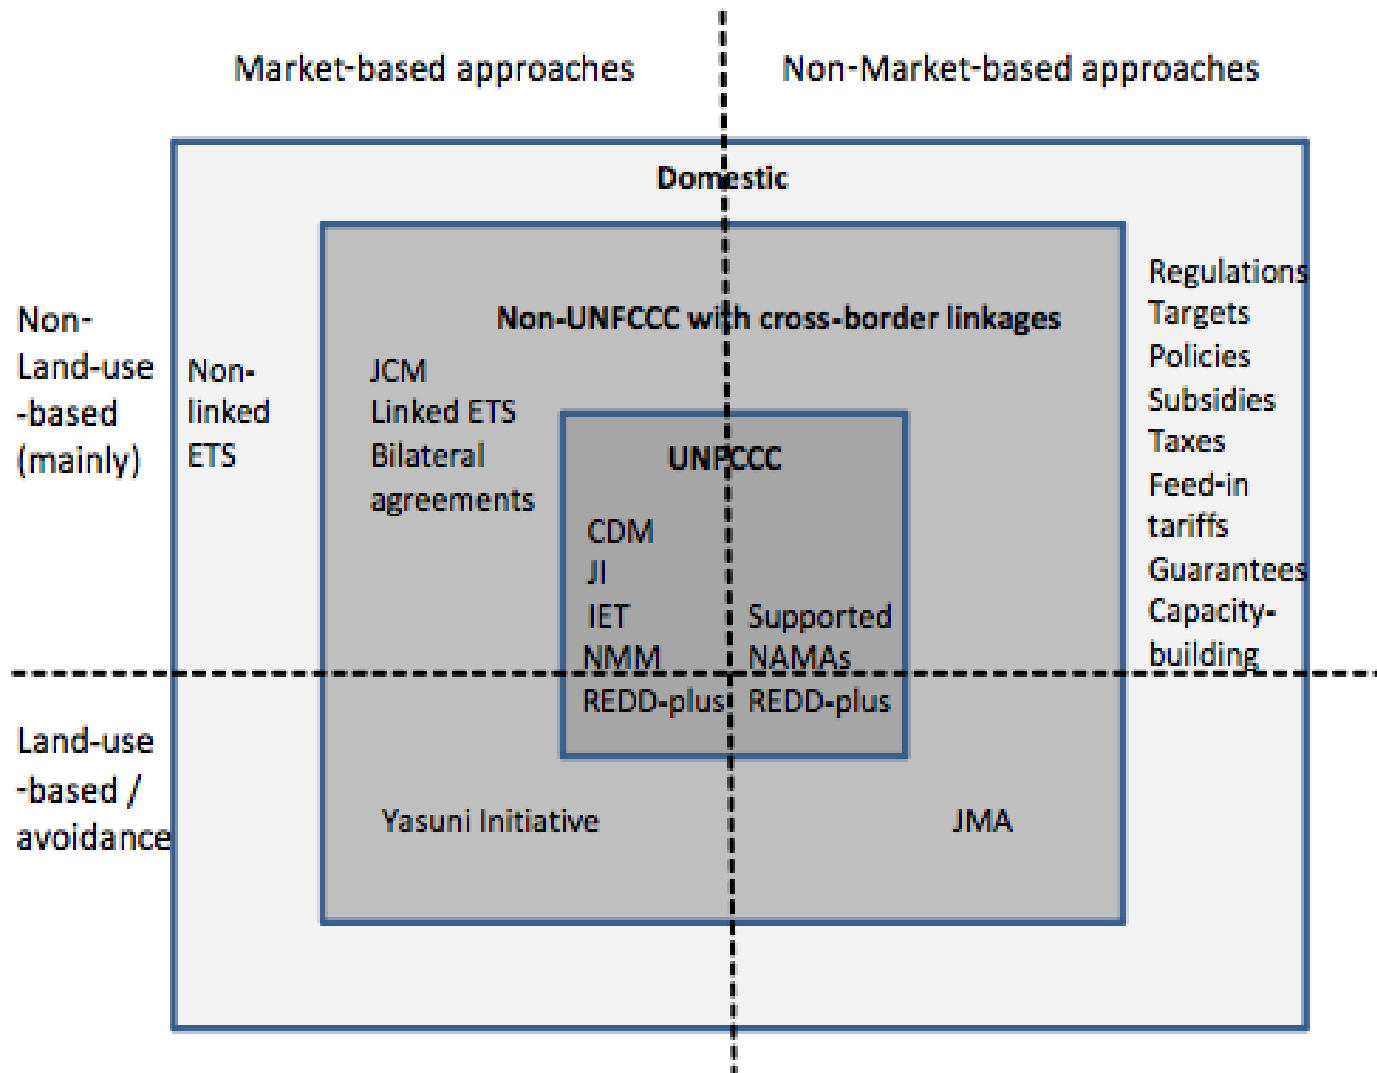 Market-based approaches
Non-Market-based approaches
Domestic
Non-UNFCCC with cross-border linkages
UNFCCC
Non-
Land-use
-based
(mainly)
Non-
linked
ETS
JCM
Linked ETS
Bilateral
agreements
CDM
JI
IET
NMM
REDD-plus
Supported
NAMAs
REDD-plus
Regulations
Targets
Policies
Subsidies
Taxes
Feed-in
tariffs
Guarantees
Capacity-
building
Land-use
-based /
avoidance
Yasuni Initiative
JMA